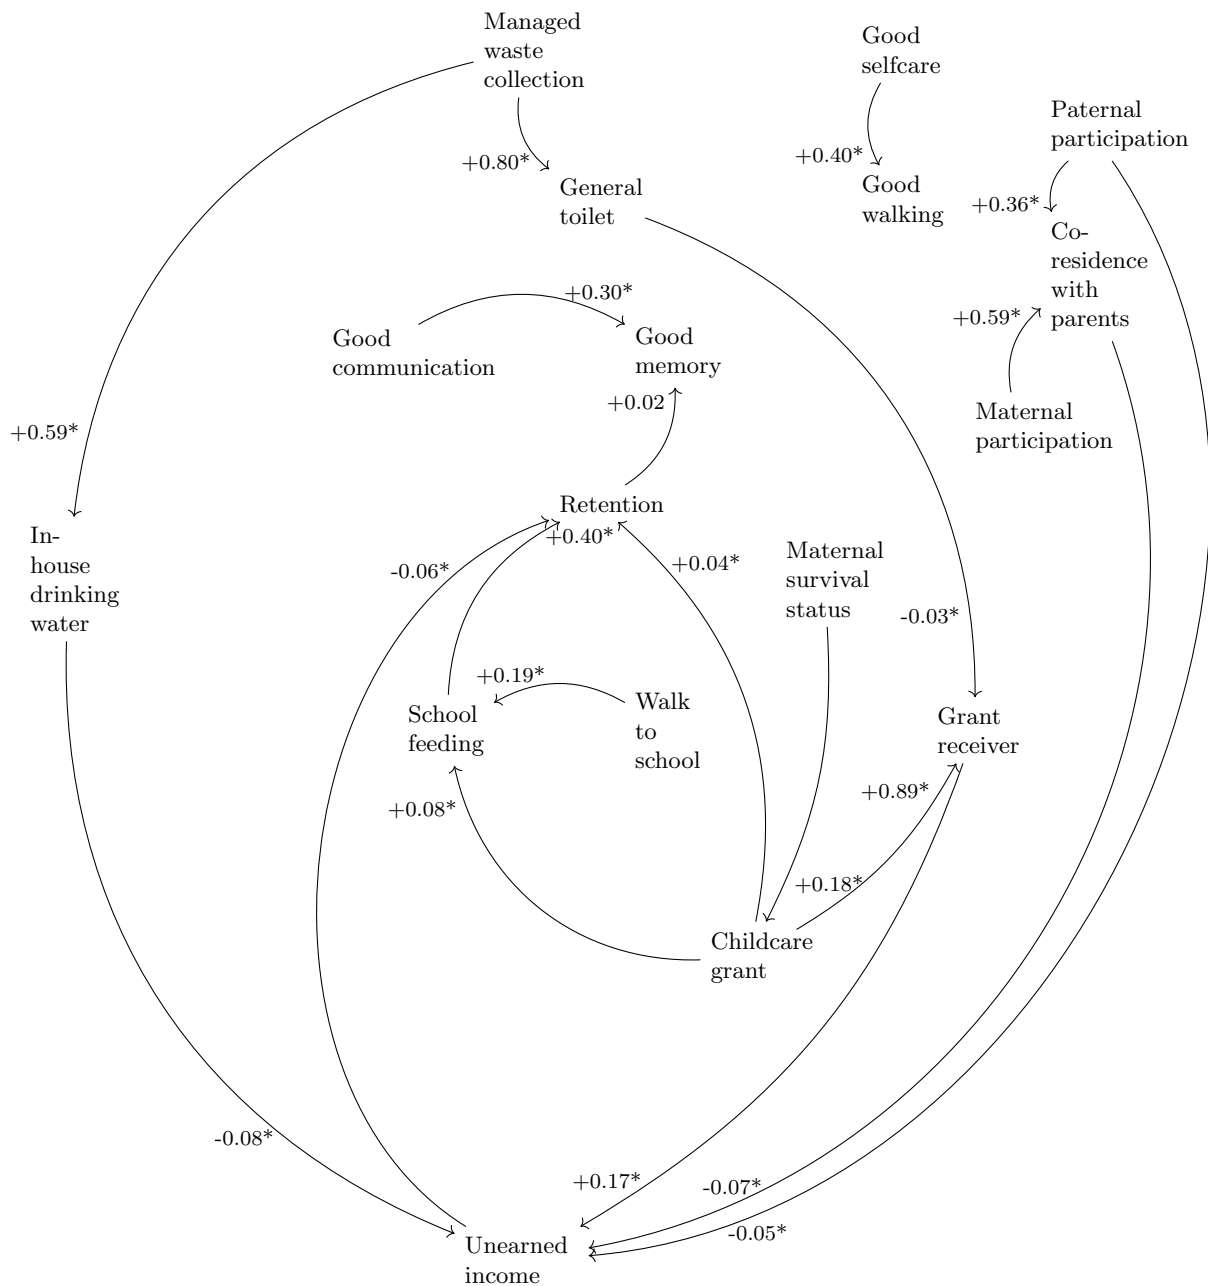 Managed
waste
collection
Good
selfcare
Paternal
participation
+0.80*
+0.40*
General
toilet
Good
walking
+0.36*
Co-
residence
with
parents
+0.30*
+0.59*
Good
communication
Good
memory
+0.02
Maternal
participation
+0.59*
Retention
+0.40*
In-
house
drinking
water
-0.06*
+0.04*
Maternal
survival
status
-0.03*
+0.19*
School
feeding
Walk
to
school
Grant
receiver
+0.08*
+0.89*
+0.18*
Childcare
grant
-0.08*
+0.17*
-0.07*
-0.05*
Unearned
income